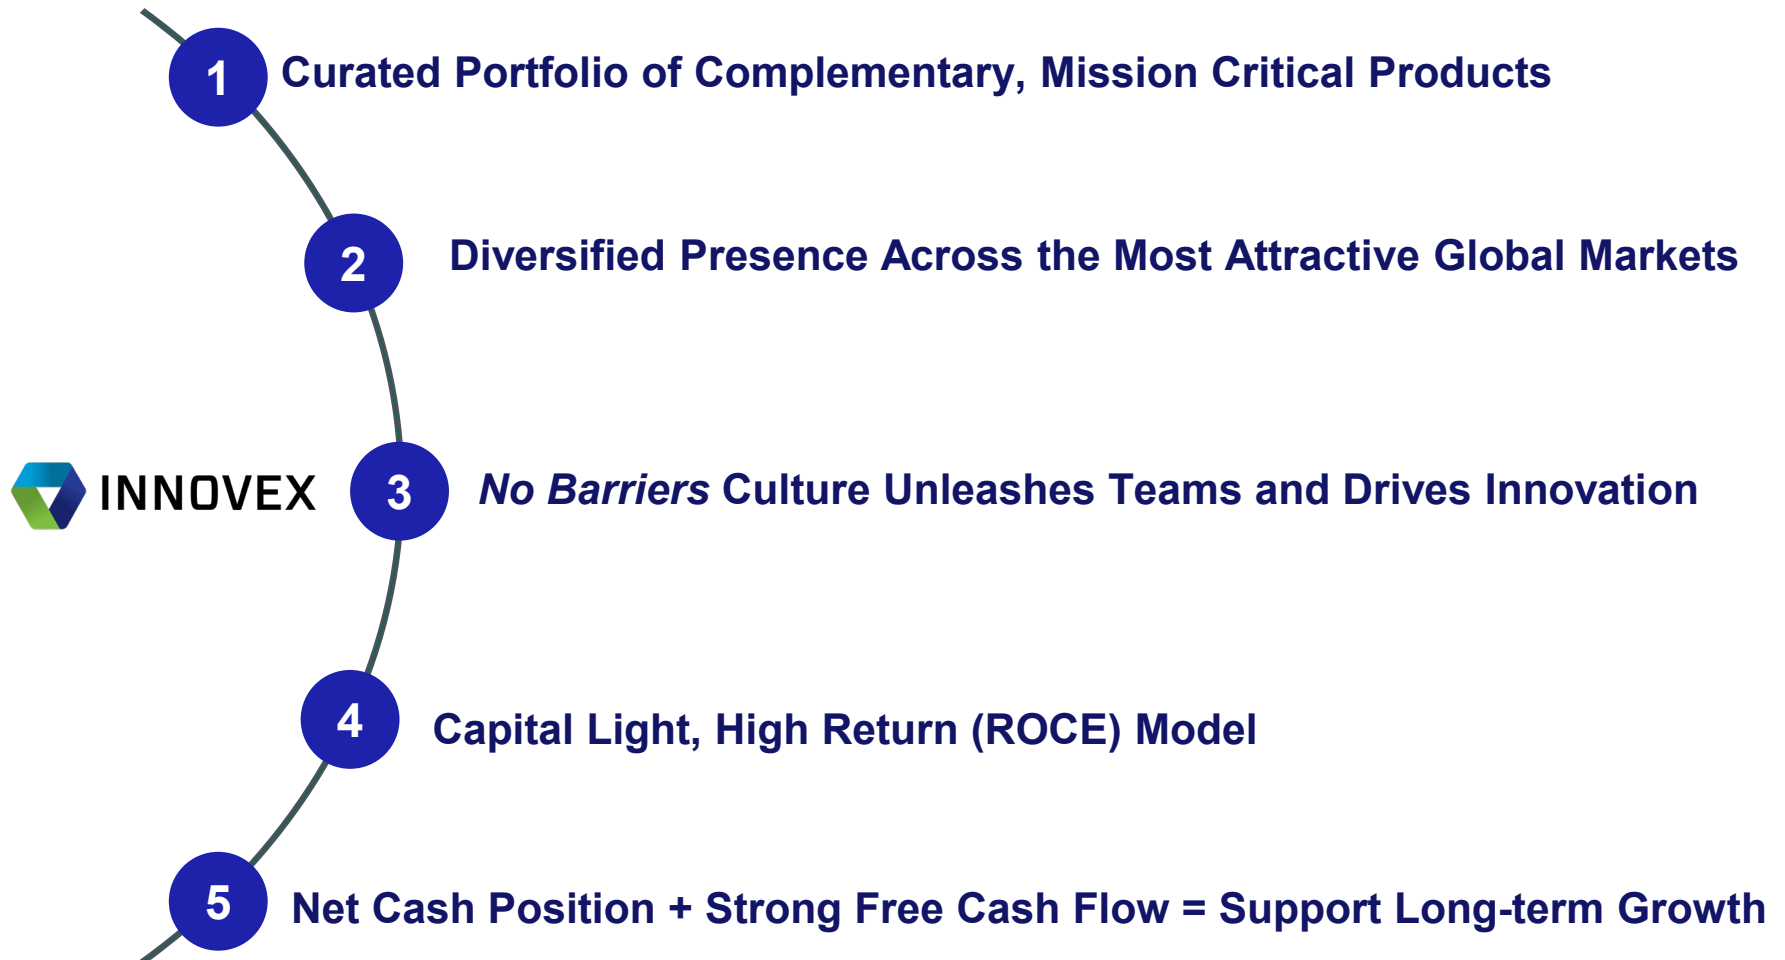 1
Curated Portfolio of Complementary, Mission Critical Products
2
Diversified Presence Across the Most Attractive Global Markets
INNOVEX
3
No Barriers Culture Unleashes Teams and Drives Innovation
4
Capital Light, High Return (ROCE) Model
5
Net Cash Position + Strong Free Cash Flow = Support Long-term Growth